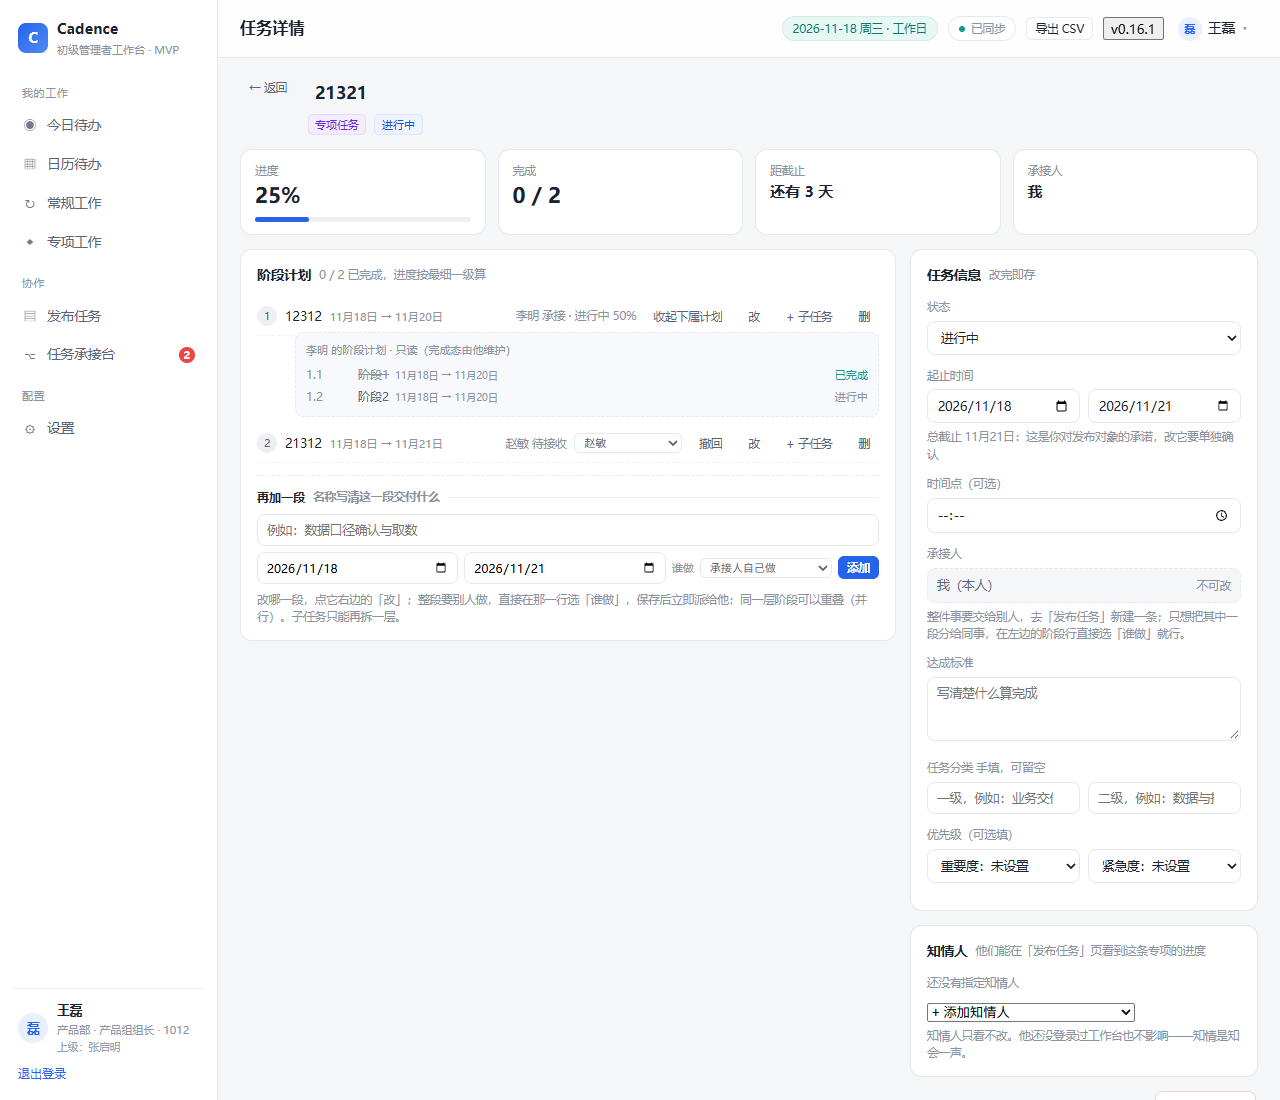 C
Cadence
初级管理者工作台 · MVP
我的工作
今日待办
日历待办
常规工作
专项工作
协作
发布任务
任务承接台
2
配置
设置
磊
王磊
产品部 · 产品组组长 · 1012
上级：张启明
退出登录
任务详情
2026-11-18 周三 · 工作日
已同步
导出 CSV
v0.16.1
磊
王磊
← 返回
21321
专项任务
进行中
进度
25%
完成
0 / 2
距截止
还有 3 天
承接人
我
阶段计划 0 / 2 已完成，进度按最细一级算
1 12312 11月18日 → 11月20日 李明 承接 · 进行中 50% 收起下属计划 改 + 子任务 删
李明 的阶段计划 · 只读（完成态由他维护）
1.1 阶段1 11月18日 → 11月20日 已完成
1.2 阶段2 11月18日 → 11月20日 进行中
2 21312 11月18日 → 11月21日 赵敏 待接收 赵敏 撤回 改 + 子任务 删
再加一段 名称写清这一段交付什么
例如：数据口径确认与取数
2026/11/18 2026/11/21 谁做 承接人自己做 添加
改哪一段，点它右边的「改」；整段要别人做，直接在那一行选「谁做」，保存后立即派给他；同一层阶段可以重叠（并
行）。子任务只能再拆一层。
任务信息 改完即存
状态
进行中
起止时间
2026/11/18 2026/11/21
总截止 11月21日：这是你对发布对象的承诺，改它要单独确
认
时间点（可选）
--:--
承接人
我（本人） 不可改
整件事要交给别人，去「发布任务」新建一条；只想把其中一
段分给同事，在左边的阶段行直接选「谁做」就行。
达成标准
写清楚什么算完成
任务分类 手填，可留空
一级，例如：业务交付 二级，例如：数据与
优先级（可选填）
重要度：未设置 紧急度：未设置
知情人 他们能在「发布任务」页看到这条专项的进度
还没有指定知情人
+ 添加知情人
知情人只看不改。他还没登录过工作台也不影响——知情是知
会一声。